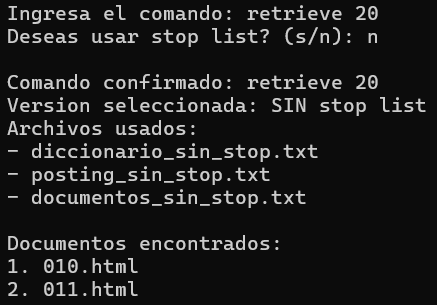 Ingresa el comando: retrieve 20
Deseas usar stop list? (s/n): n
Comando confirmado: retrieve 20
Version seleccionada: SIN stop list
Archivos usados:
- diccionario_sin_stop.txt
- posting_sin_stop.txt
- documentos_sin_stop.txt
Documentos encontrados:
1. 010.html
2. 011.html